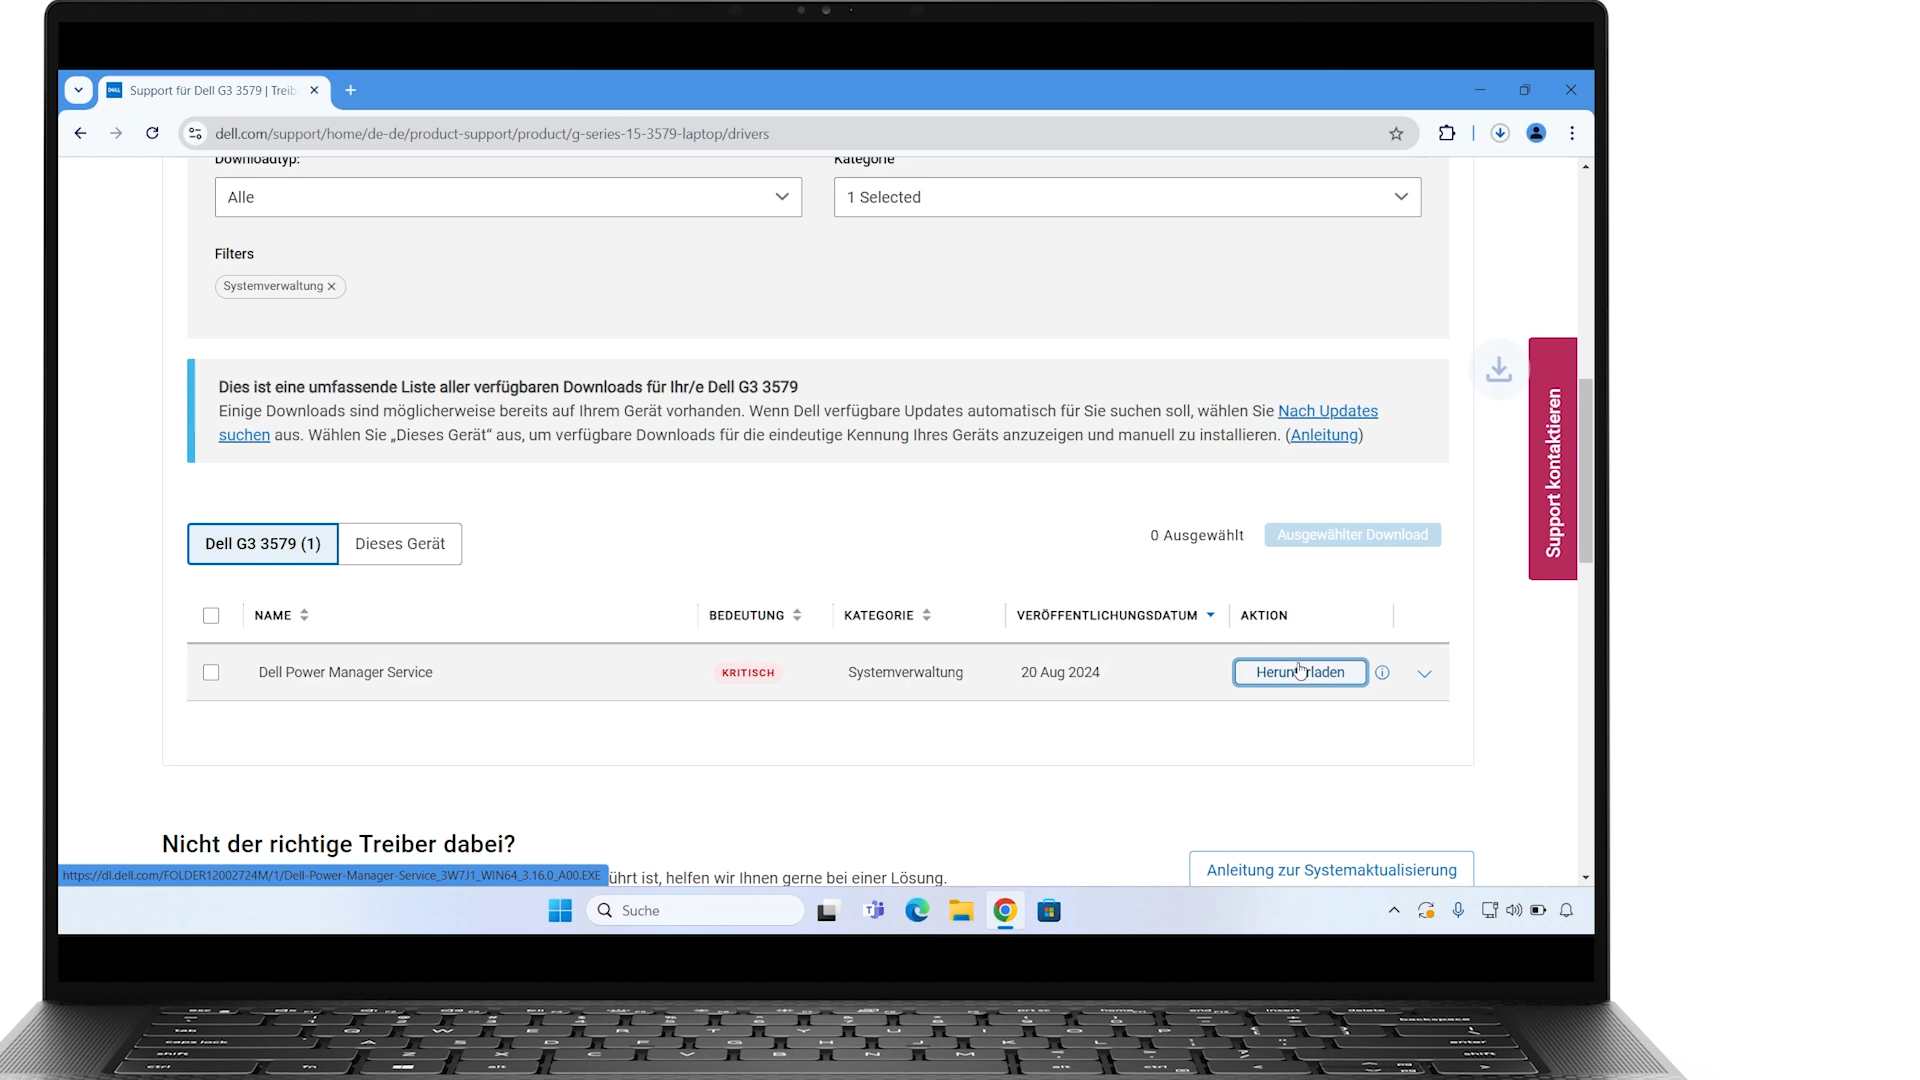 Support für Dell G3 3579 | Treib
dell.com/support/home/de-de/product-support/product/g-series-15-3579-laptop/drivers
Downloadtyp:
Kategorie
Alle
1 Selected
Filters
Systemverwaltung
Dies ist eine umfassende Liste aller verfügbaren Downloads für Ihr/e Dell G3 3579
Einige Downloads sind möglicherweise bereits auf Ihrem Gerät vorhanden. Wenn Dell verfügbare Updates automatisch für Sie suchen soll, wählen Sie Nach Updates
suchen aus. Wählen Sie „Dieses Gerät“ aus, um verfügbare Downloads für die eindeutige Kennung Ihres Geräts anzuzeigen und manuell zu installieren. (Anleitung)
Support kontaktieren
Dell G3 3579 (1)
Dieses Gerät
0 Ausgewählt
Ausgewählter Download
NAME
BEDEUTUNG
KATEGORIE
VERÖFFENTLICHUNGSDATUM
AKTION
Dell Power Manager Service
KRITISCH
Systemverwaltung
20 Aug 2024
Herunterladen
Nicht der richtige Treiber dabei?
https://dl.dell.com/FOLDER12002724M/1/Dell-Power-Manager-Service_3W7J1_WIN64_3.16.0_A00.EXE
ührt ist, helfen wir Ihnen gerne bei einer Lösung.
Anleitung zur Systemaktualisierung
Suche